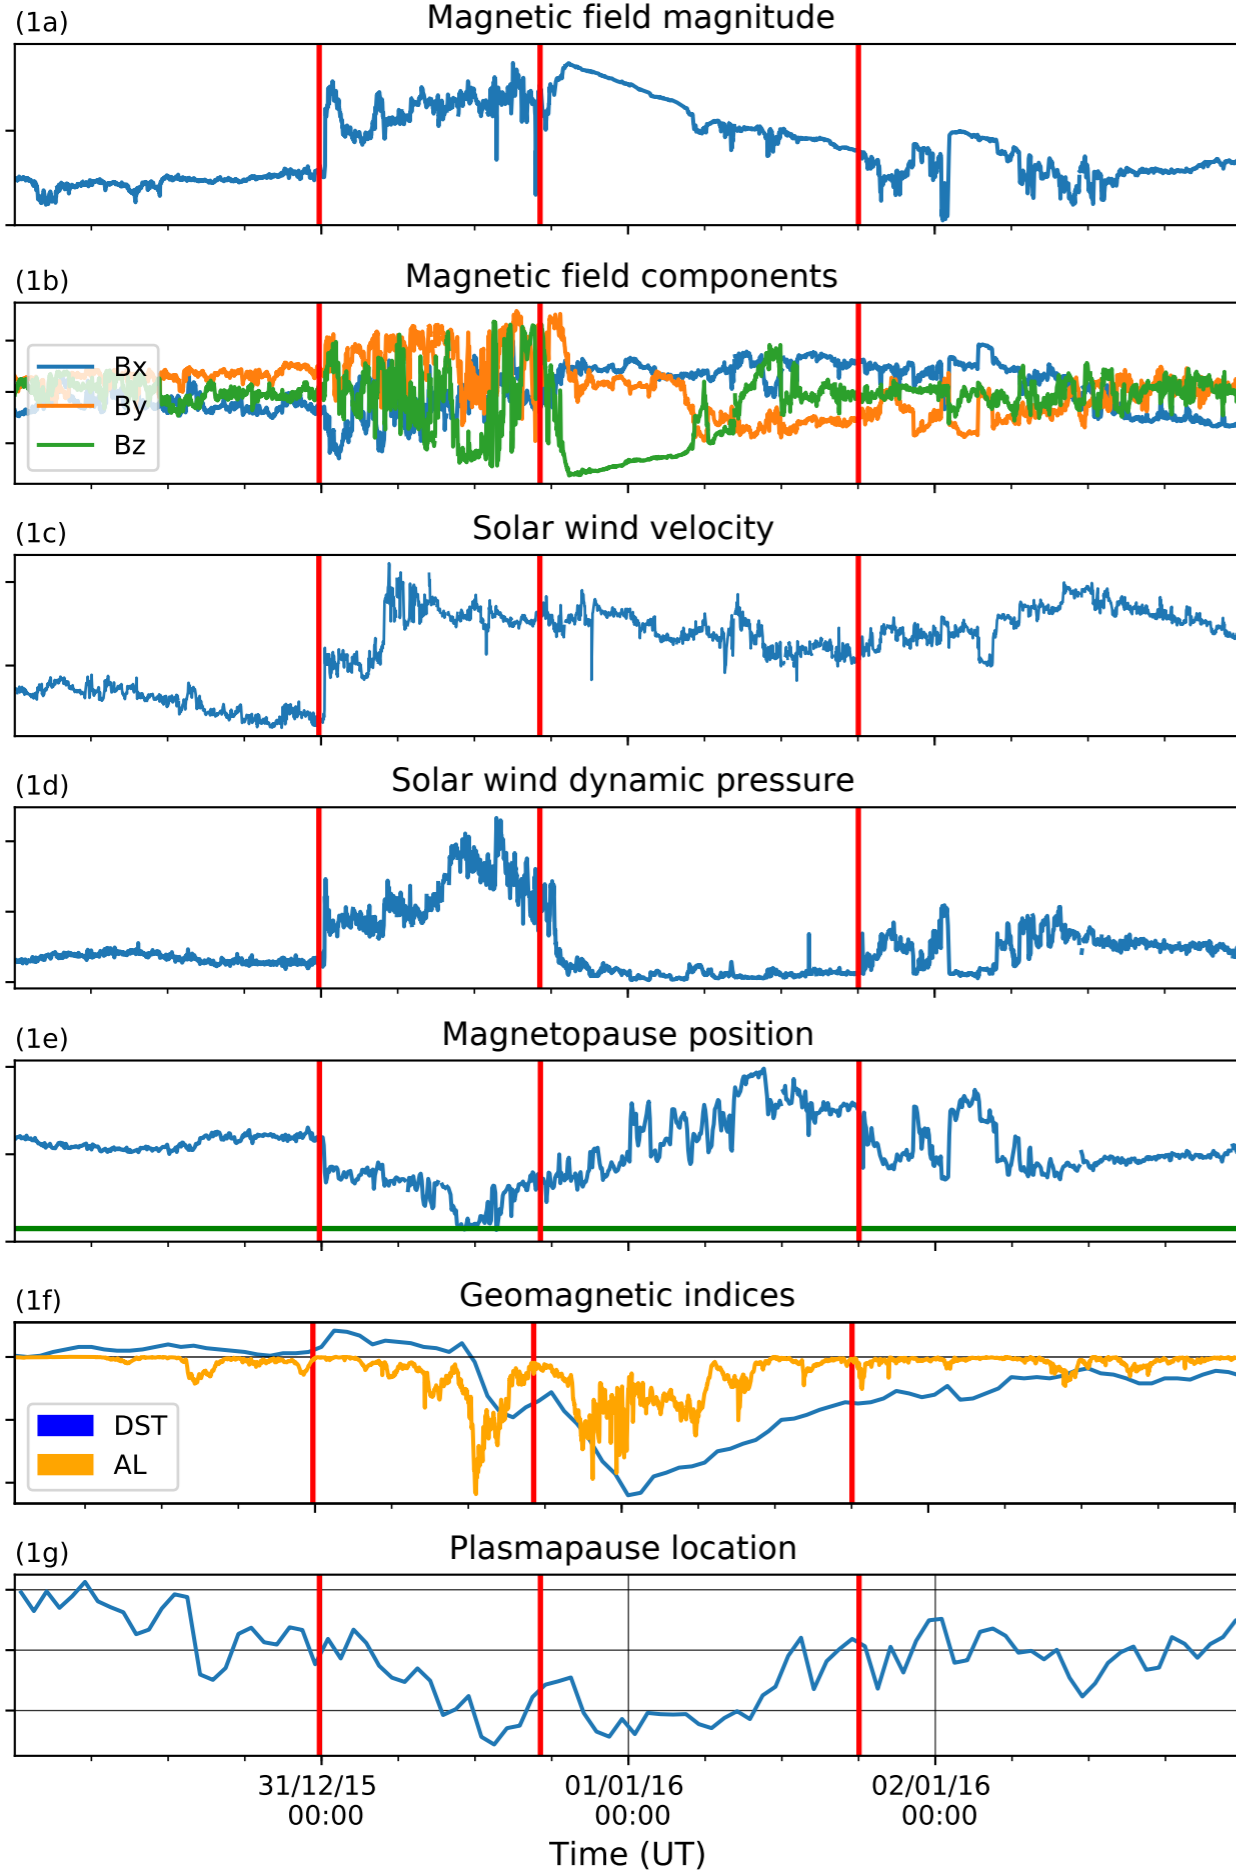 (1a)
Magnetic field magnitude
(1b)
Magnetic field components
Bx
By
Bz
(1c)
Solar wind velocity
(1d)
Solar wind dynamic pressure
(1e)
Magnetopause position
(1f)
Geomagnetic indices
DST
AL
(1g)
Plasmapause location
31/12/15 01/01/16 02/01/16
00:00 00:00 00:00
Time (UT)